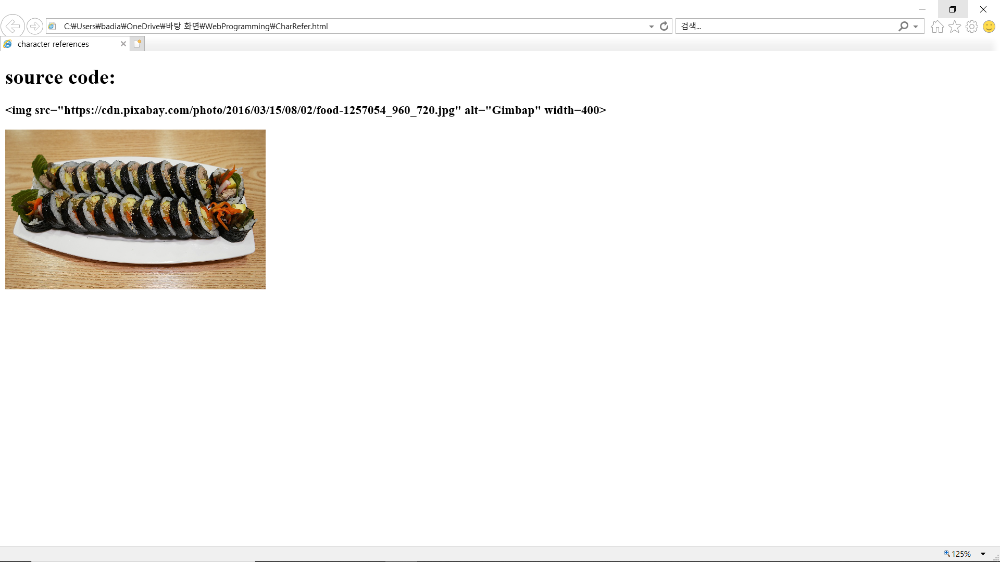 C:₩Users₩badia₩OneDrive₩바탕 화면₩WebProgramming₩CharRefer.html
검색...
character references
source code:
<img src="https://cdn.pixabay.com/photo/2016/03/15/08/02/food-1257054_960_720.jpg" alt="Gimbap" width=400>
125%